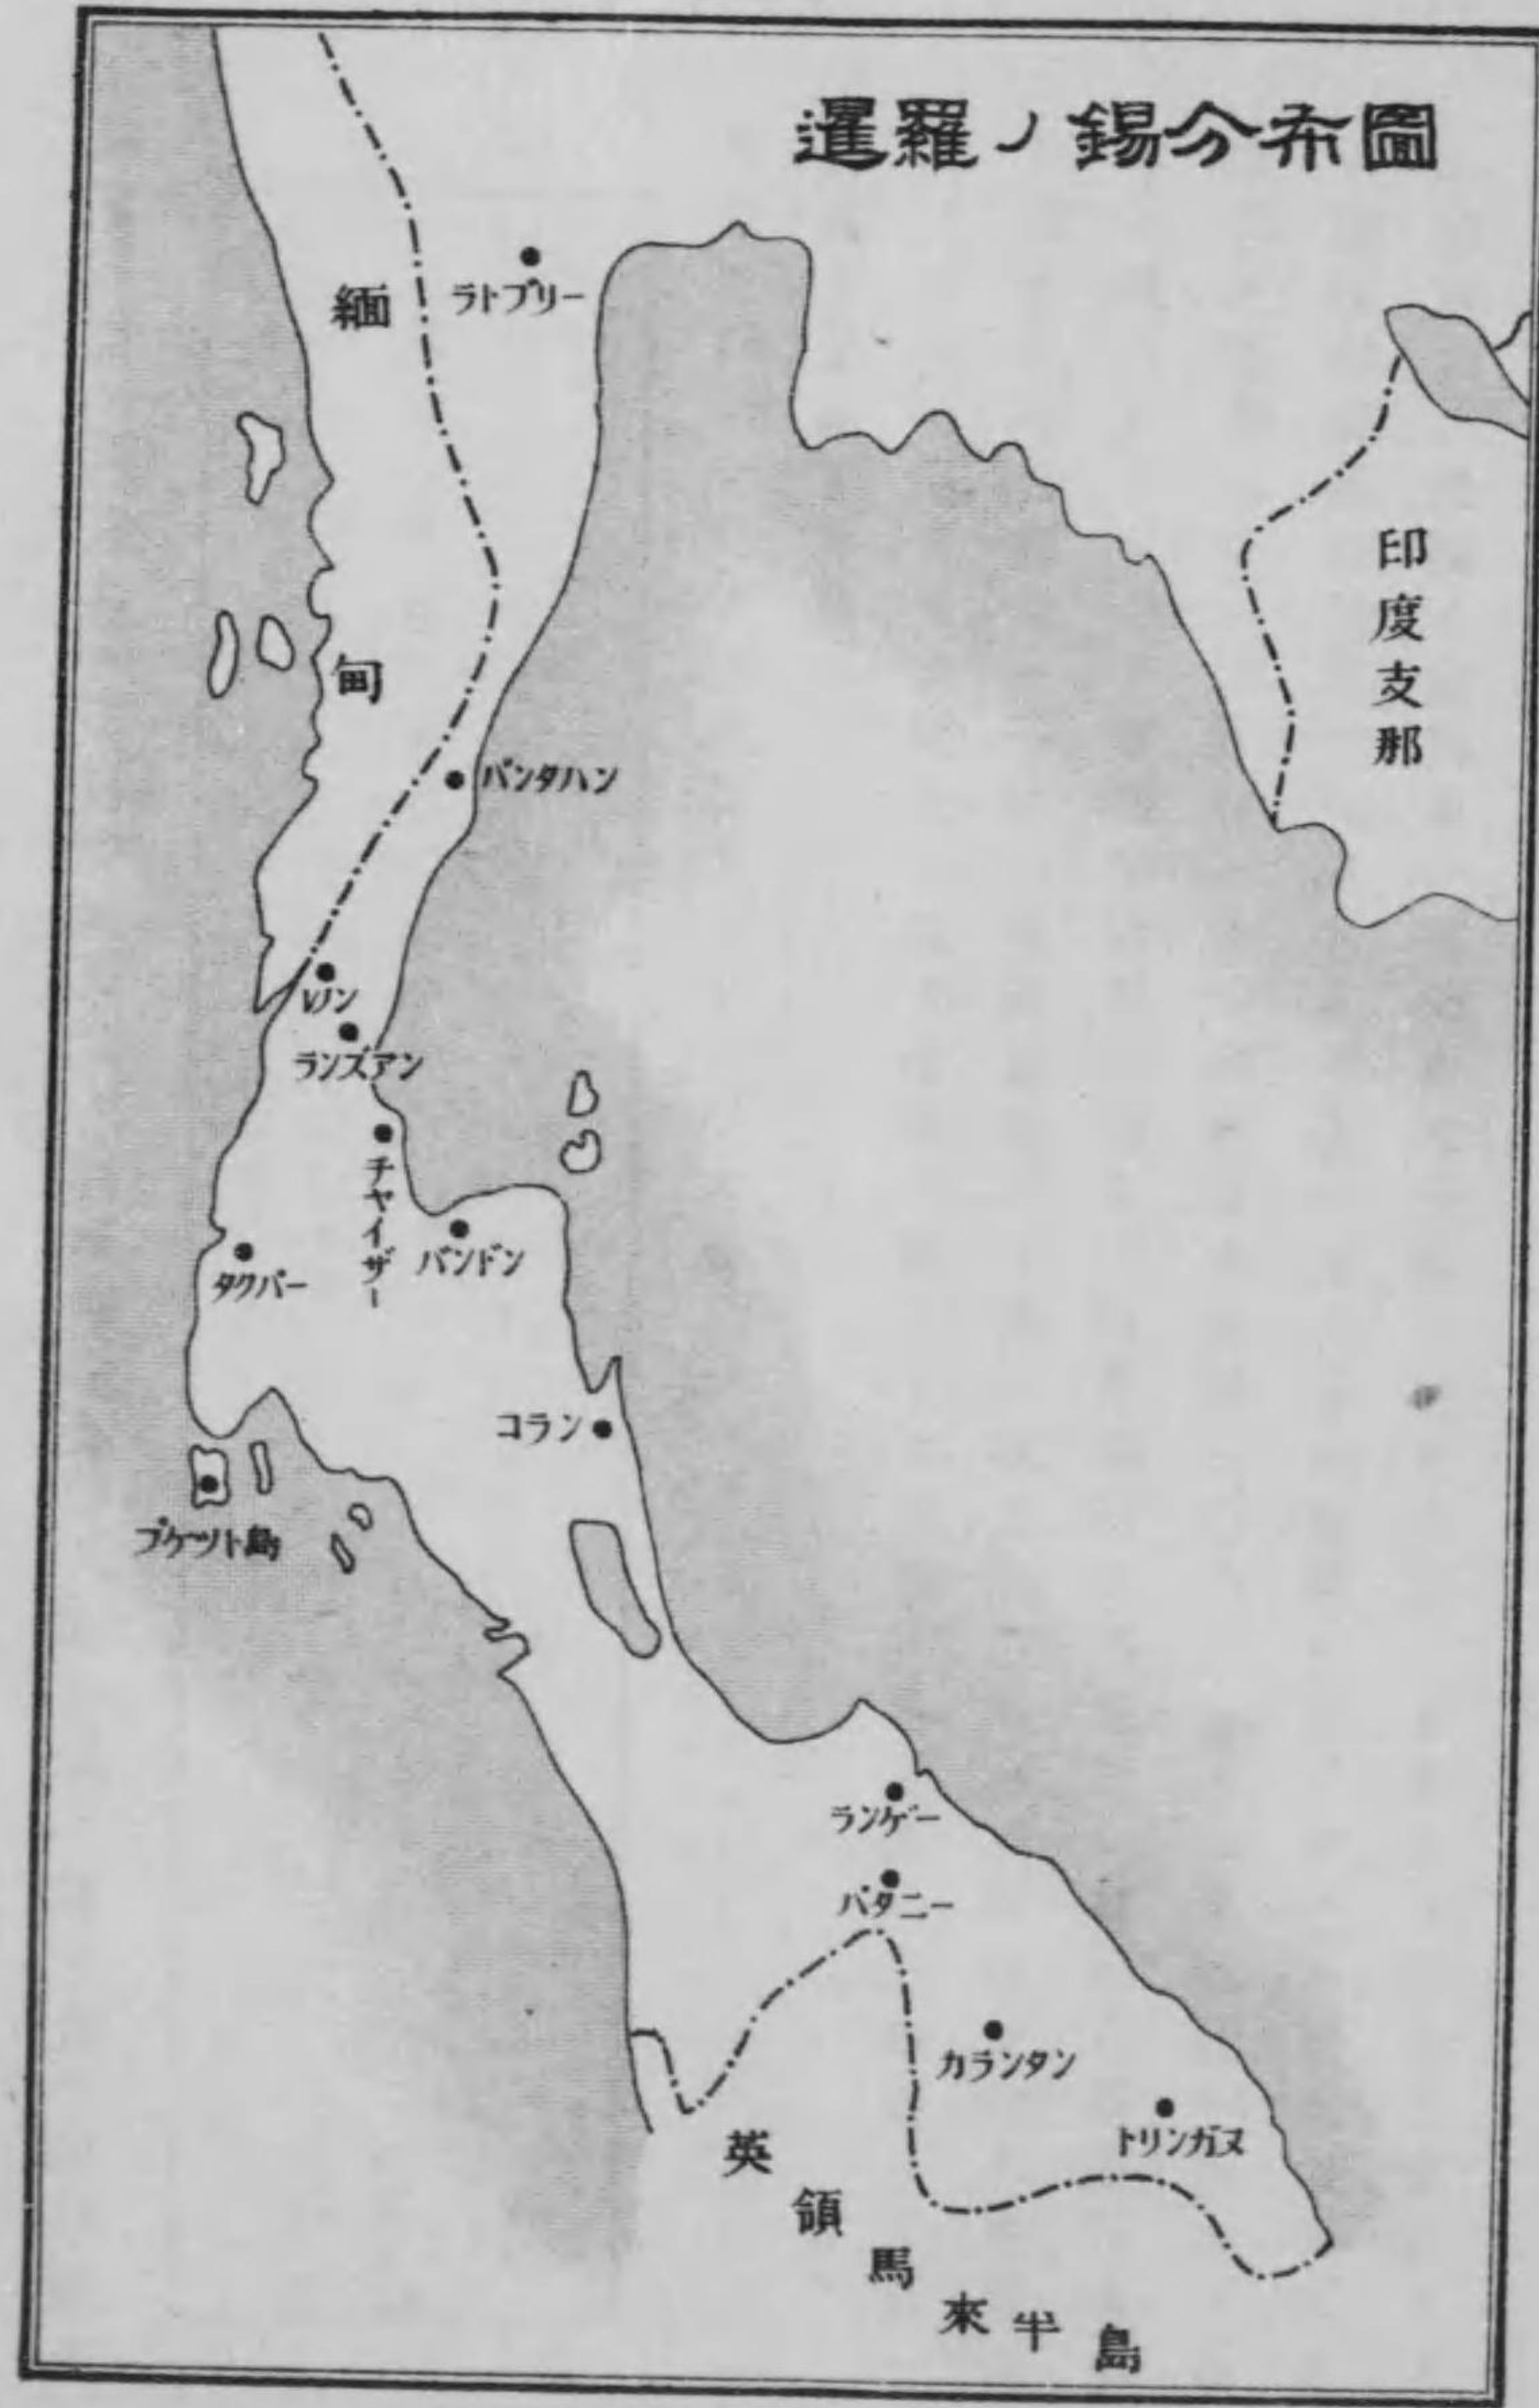 暹羅ノ錫分布圖
緬甸
ラトブリー
印度支那
バンタハン
レノン
ランズアン
チヤイザー
バンドン
タクバー
コラン
プケツト島
ランゲー
パタニー
カランタン
トリンガヌ
英領馬來半島